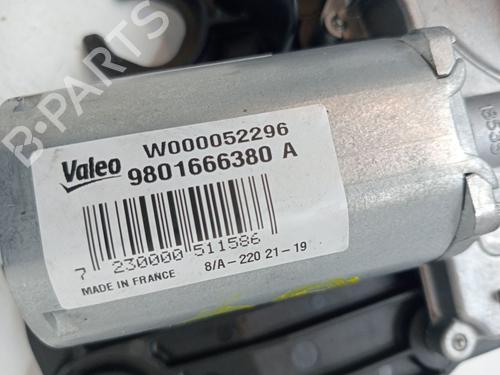 W000052296
Valeo
9801666380 A
7 230000 511586
MADE IN FRANCE 8/A-220 21-19
B-PARTS